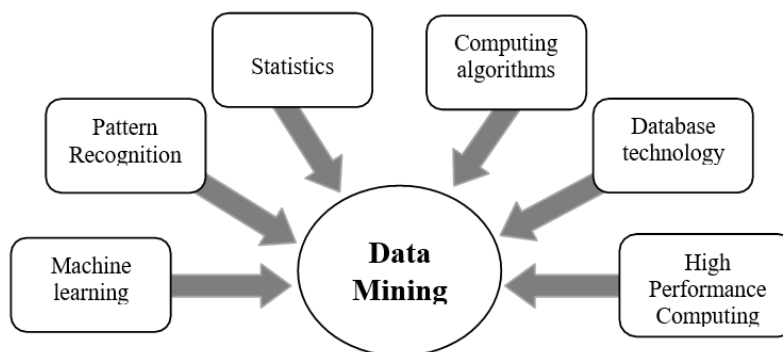 Statistics
Computing
algorithms
Pattern
Recognition
Database
technology
Data
Mining
Machine
learning
High
Performance
Computing